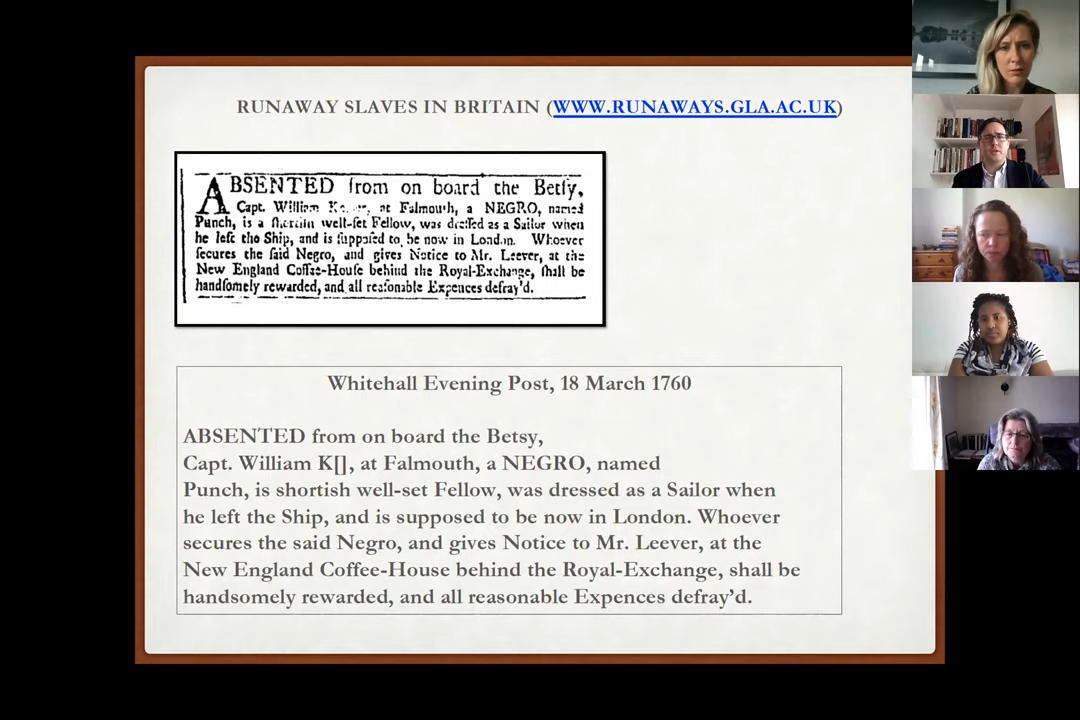 RUNAWAY SLAVES IN BRITAIN (WWW.RUNAWAYS.GLA.AC.UK)
ABSENTED from on board the Betsy,
Capt. William at Falmouth, a NEGRO, named
Punch, is a shortish well-set Fellow, was dressed as a Sailor when
he left the Ship, and is supposed to be now in London. Whoever
secures the said Negro, and gives Notice to Mr. Leever, at the
New England Coffee-House behind the Royal-Exchange, shall be
handsomely rewarded, and all reasonable Expences defray'd.
Whitehall Evening Post, 18 March 1760
ABSENTED from on board the Betsy,
Capt. William K[], at Falmouth, a NEGRO, named
Punch, is shortish well-set Fellow, was dressed as a Sailor when
he left the Ship, and is supposed to be now in London. Whoever
secures the said Negro, and gives Notice to Mr. Leever, at the
New England Coffee-House behind the Royal-Exchange, shall be
handsomely rewarded, and all reasonable Expences defray’d.